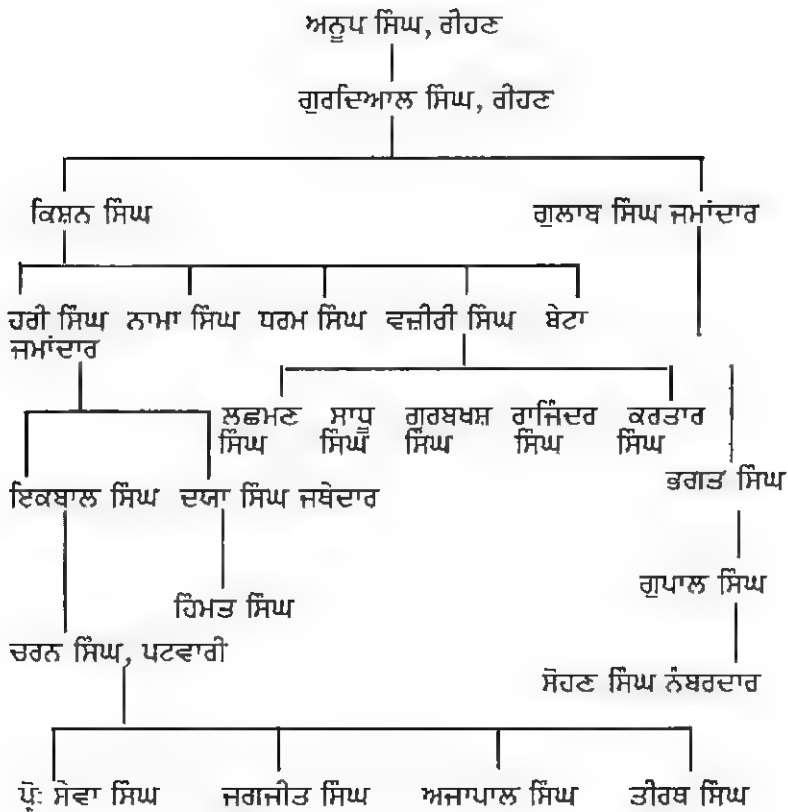 ਅਨੂਪ ਸਿੰਘ, ਰੀਹਣ
ਗੁਰਦਿਆਲ ਸਿੰਘ, ਰੀਹਣ
ਕਿਸ਼ਨ ਸਿੰਘ ਗੁਲਾਬ ਸਿੰਘ ਜਮਾਂਦਾਰ
ਹਰੀ ਸਿੰਘ ਨਾਮਾ ਸਿੰਘ ਧਰਮ ਸਿੰਘ ਵਜ਼ੀਰੀ ਸਿੰਘ ਬੇਟਾ
ਜਮਾਂਦਾਰ
ਲਛਮਣ ਸਾਧੂ ਗੁਰਬਖਸ਼ ਰਾਜਿੰਦਰ ਕਰਤਾਰ
ਸਿੰਘ ਸਿੰਘ ਸਿੰਘ ਸਿੰਘ ਸਿੰਘ
ਭਗਤ ਸਿੰਘ
ਇਕਬਾਲ ਸਿੰਘ ਦਯਾ ਸਿੰਘ ਜਥੇਦਾਰ
ਗੁਪਾਲ ਸਿੰਘ
ਹਿੰਮਤ ਸਿੰਘ
ਚਰਨ ਸਿੰਘ, ਪਟਵਾਰੀ
ਸੋਹਣ ਸਿੰਘ ਨੰਬਰਦਾਰ
ਪ੍ਰੋ: ਸੇਵਾ ਸਿੰਘ ਜਗਜੀਤ ਸਿੰਘ ਅਜਾਪਾਲ ਸਿੰਘ ਤੀਰਥ ਸਿੰਘ